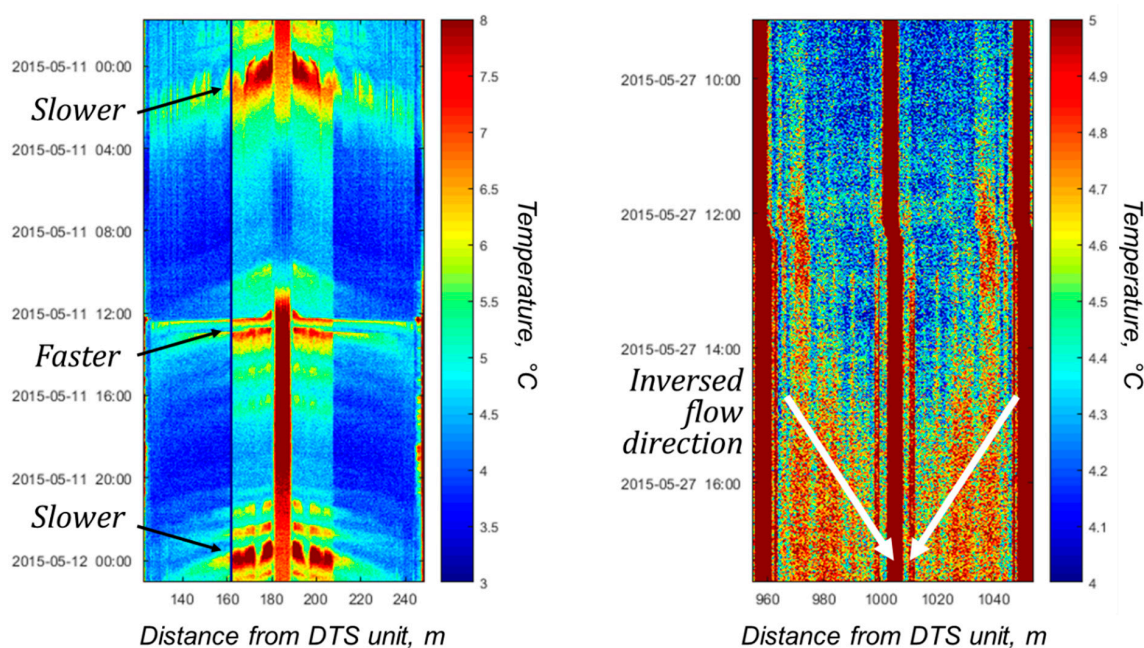 2015-05-11 00:00
Slower
2015-05-11 04:00
2015-05-11 08:00
2015-05-11 12:00
Faster
2015-05-11 16:00
2015-05-11 20:00
Slower
2015-05-12 00:00
140 160 180 200 220 240
Distance from DTS unit, m
8
7.5
7
6.5
6
5.5
5
4.5
4
3.5
3
Temperature, °C
2015-05-27 10:00
2015-05-27 12:00
2015-05-27 14:00
Inversed
flow
direction
2015-05-27 16:00
960 980 1000 1020 1040
Distance from DTS unit, m
5
4.9
4.8
4.7
4.6
4.5
4.4
4.3
4.2
4.1
4
Temperature, °C